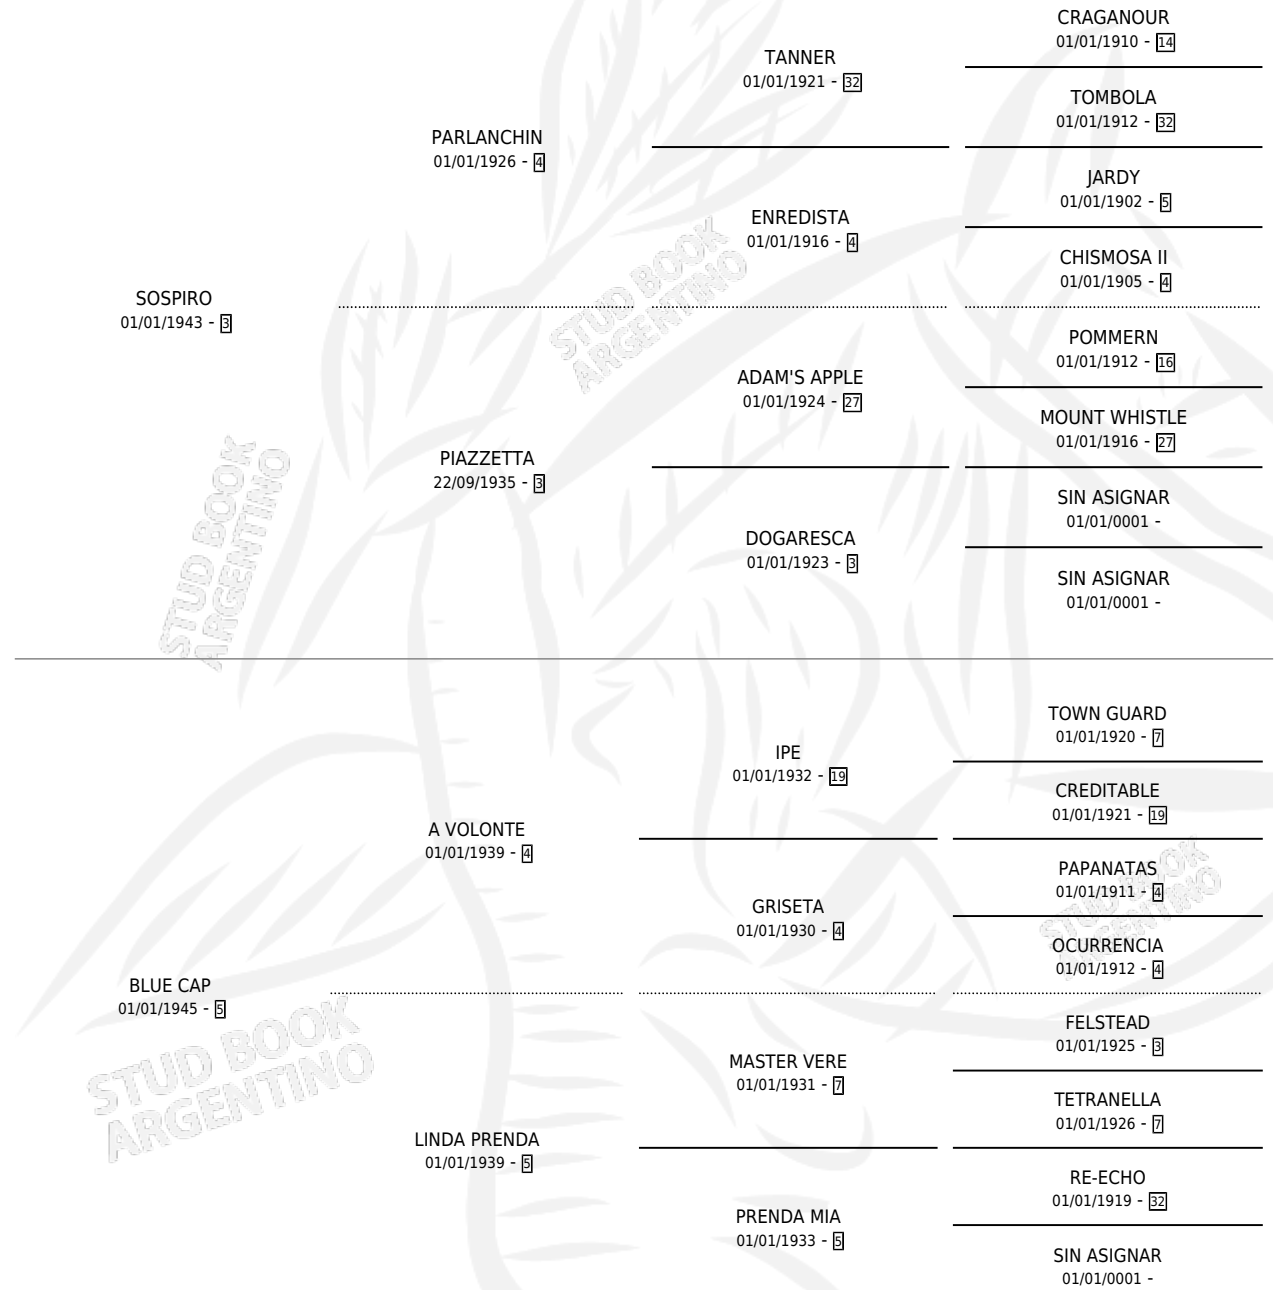 CRAGANOUR
01/01/1910 - 14
TANNER
01/01/1921 - 32
TOMBOLA
01/01/1912 - 32
PARLANCHIN
01/01/1926 - 4
JARDY
01/01/1902 - 5
ENREDISTA
01/01/1916 - 4
CHISMOSA II
01/01/1905 - 4
SOSPIRO
01/01/1943 - 3
POMMERN
01/01/1912 - 16
ADAM'S APPLE
01/01/1924 - 27
MOUNT WHISTLE
01/01/1916 - 27
PIAZZETTA
22/09/1935 - 3
SIN ASIGNAR
01/01/0001 -
DOGARESCA
01/01/1923 - 3
SIN ASIGNAR
01/01/0001 -
TOWN GUARD
01/01/1920 - 7
IPE
01/01/1932 - 19
CREDITABLE
01/01/1921 - 19
A VOLONTE
01/01/1939 - 4
PAPANATAS
01/01/1911 - 4
GRISETA
01/01/1930 - 4
OCURRENCIA
01/01/1912 - 4
BLUE CAP
01/01/1945 - 5
FELSTEAD
01/01/1925 - 3
MASTER VERE
01/01/1931 - 7
TETRANELLA
01/01/1926 - 7
LINDA PRENDA
01/01/1939 - 5
RE-ECHO
01/01/1919 - 32
PRENDA MIA
01/01/1933 - 5
SIN ASIGNAR
01/01/0001 -
STUD BOOK
ARGENTINO
STUD BOOK
ARGENTINO
STUD BOOK
ARGENTINO
STUD BOOK
ARGENTINO